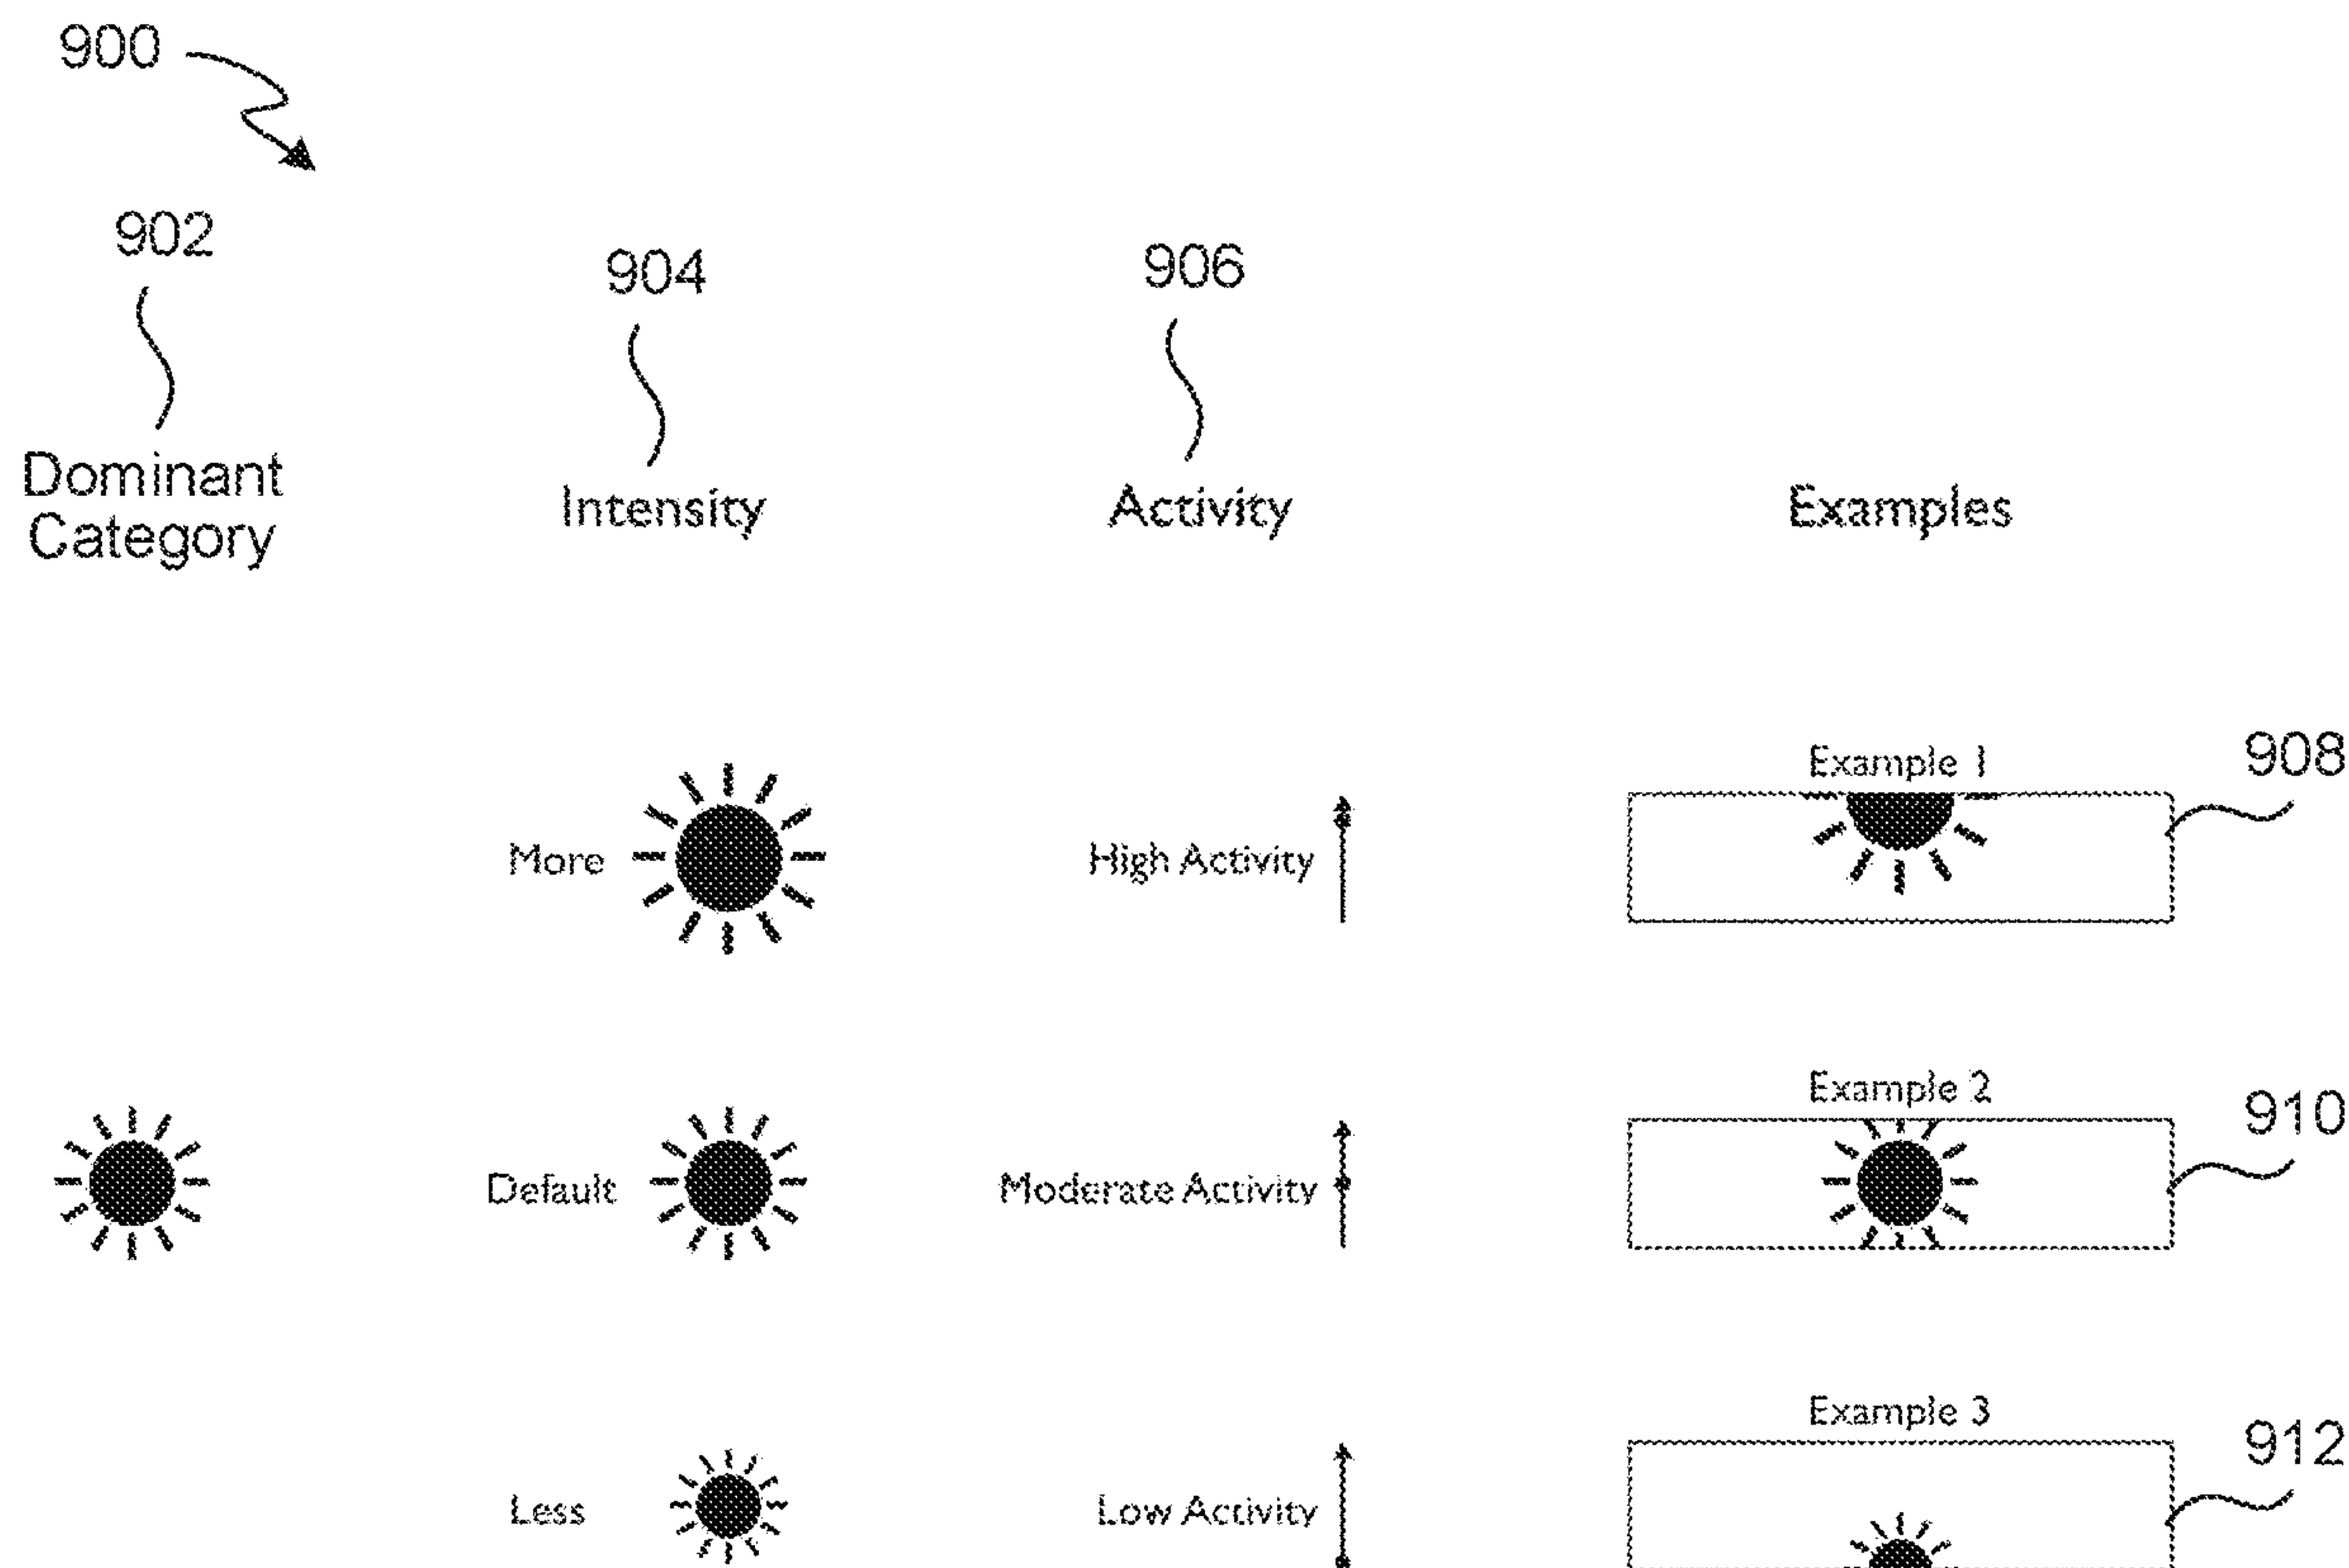 900
902
904
906
Dominant
Category
Intensity
Activity
Examples
Example 1
908
More
High Activity
Example 2
910
Default
Moderate Activity
Example 3
912
Less
Low Activity